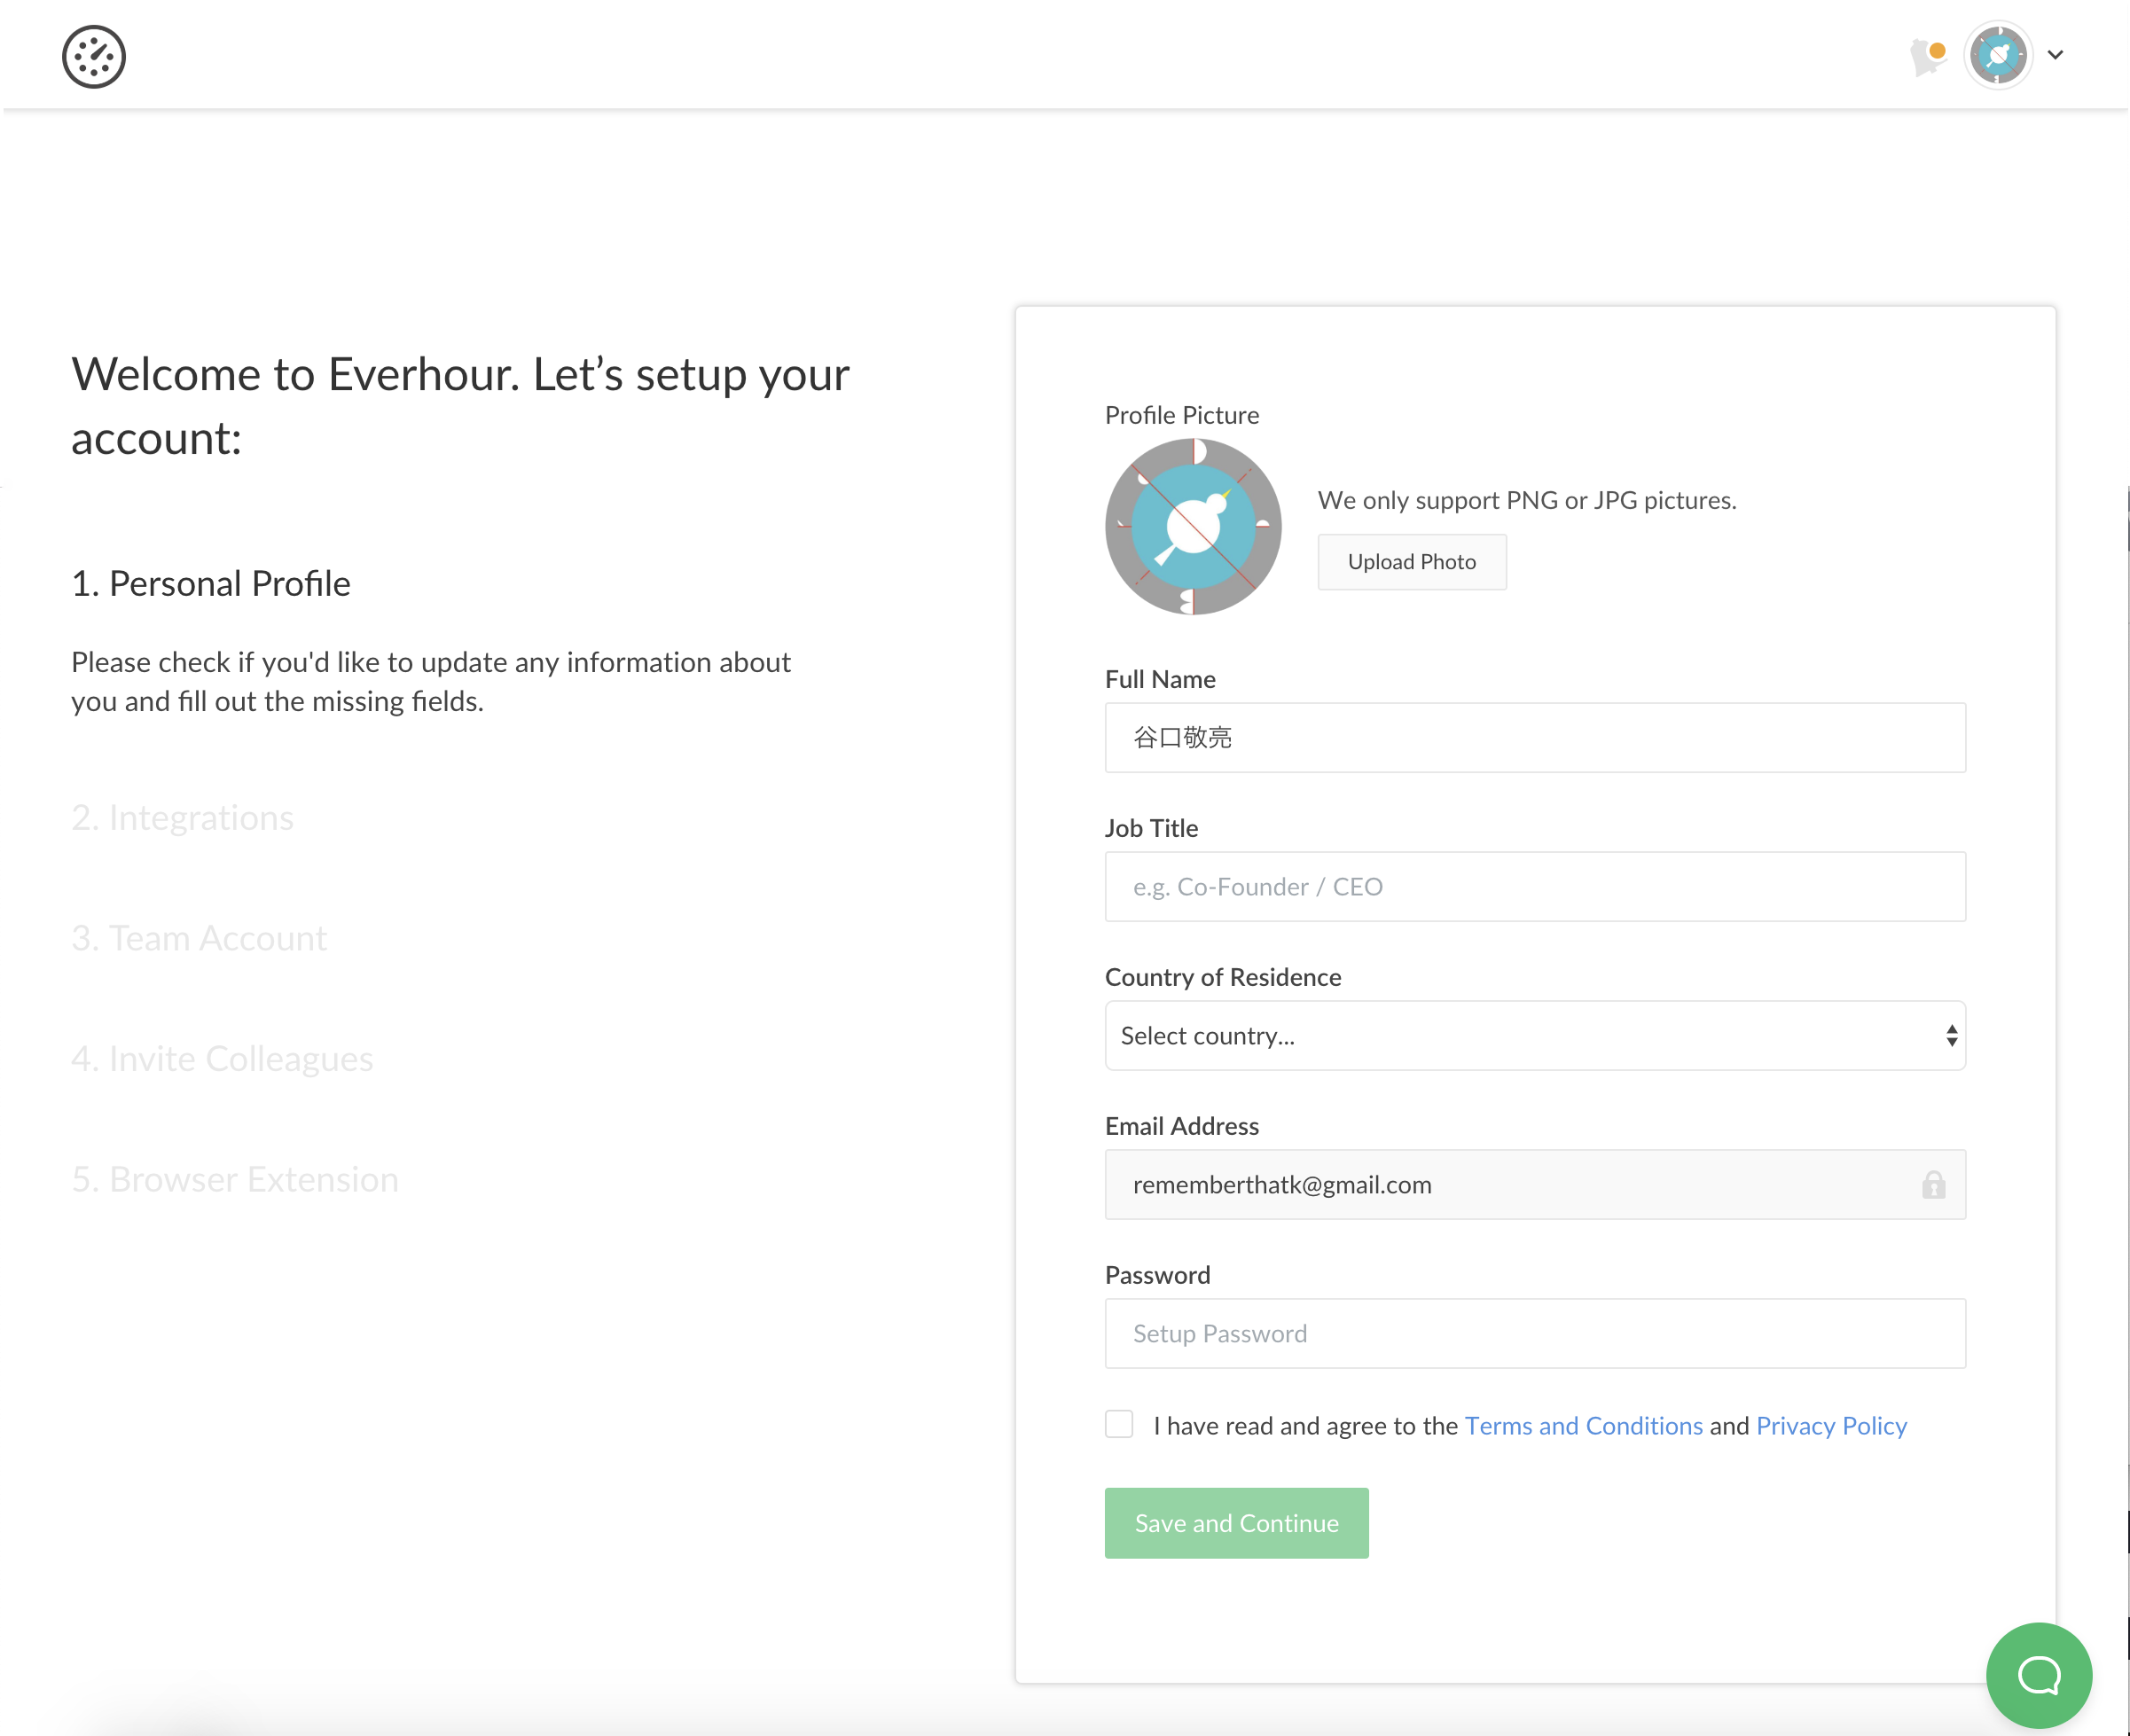 Welcome to Everhour. Let’s setup your
account:
1. Personal Profile
Please check if you'd like to update any information about
you and fill out the missing fields.
2. Integrations
3. Team Account
4. Invite Colleagues
5. Browser Extension
Profile Picture
We only support PNG or JPG pictures.
Upload Photo
Full Name
谷口敬亮
Job Title
e.g. Co-Founder / CEO
Country of Residence
Select country...
Email Address
rememberthatk@gmail.com
Password
Setup Password
I have read and agree to the Terms and Conditions and Privacy Policy
Save and Continue